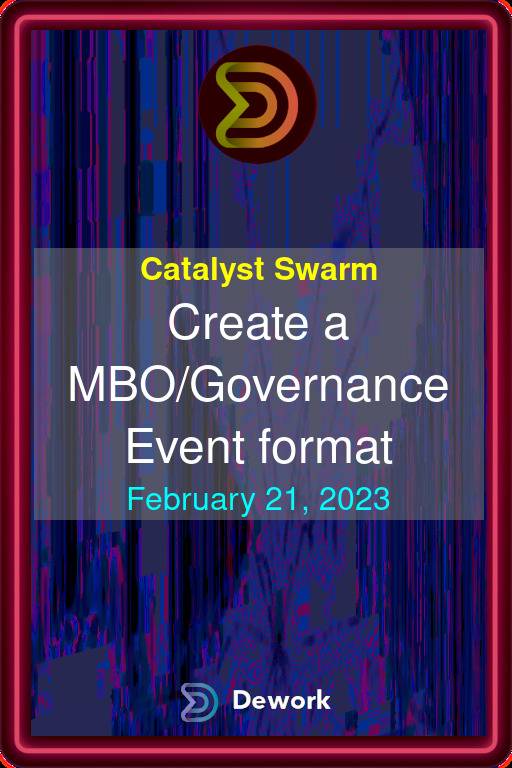 Catalyst Swarm
Create a
MBO/Governance
Event format
February 21, 2023
Dework